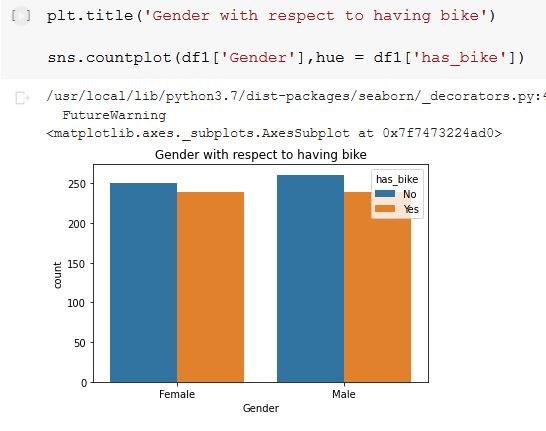 plt.title('Gender with respect to having bike')
sns.countplot(df1['Gender'],hue = df1['has_bike'])
/usr/local/lib/python3.7/dist-packages/seaborn/_decorators.py:4
FutureWarning
<matplotlib.axes._subplots.AxesSubplot at 0x7f7473224ad0>
Gender with respect to having bike
has_bike
No
Yes
250
200
150
100
50
0
count
Female Male
Gender